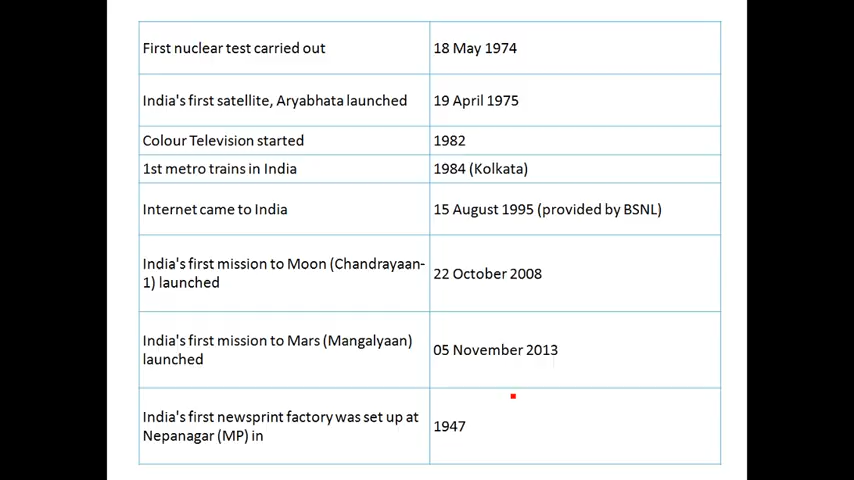 First nuclear test carried out
18 May 1974
India's first satellite, Aryabhata launched
19 April 1975
Colour Television started
1982
1st metro trains in India
1984 (Kolkata)
Internet came to India
15 August 1995 (provided by BSNL)
India's first mission to Moon (Chandrayaan-
1) launched
22 October 2008
India's first mission to Mars (Mangalyaan)
launched
05 November 2013
India's first newsprint factory was set up at
Nepanagar (MP) in
1947